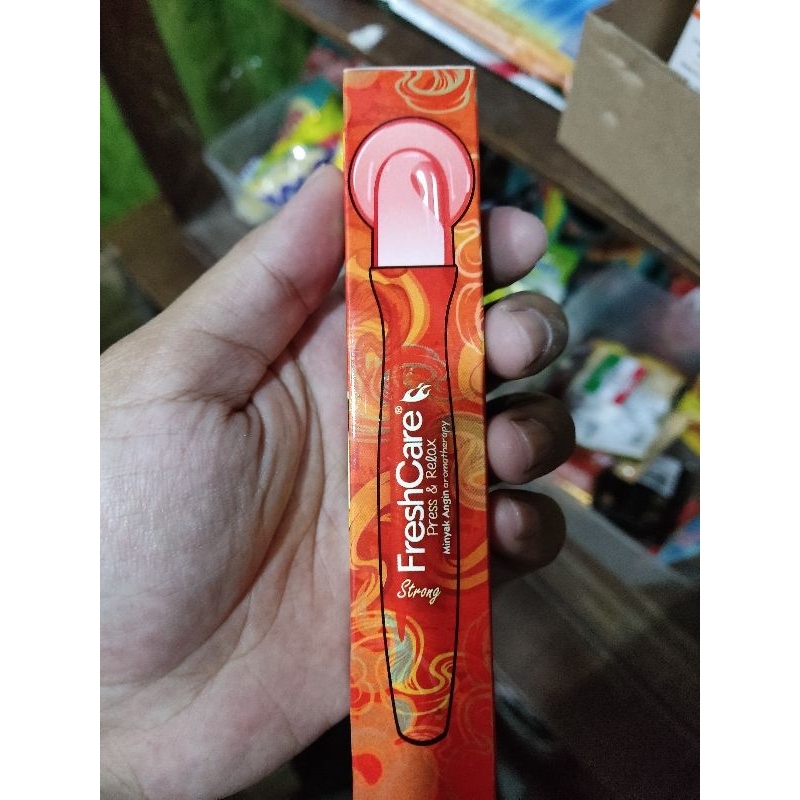 FreshCare®
Press & Relax
Minyak Angin aromatherapy
Strong